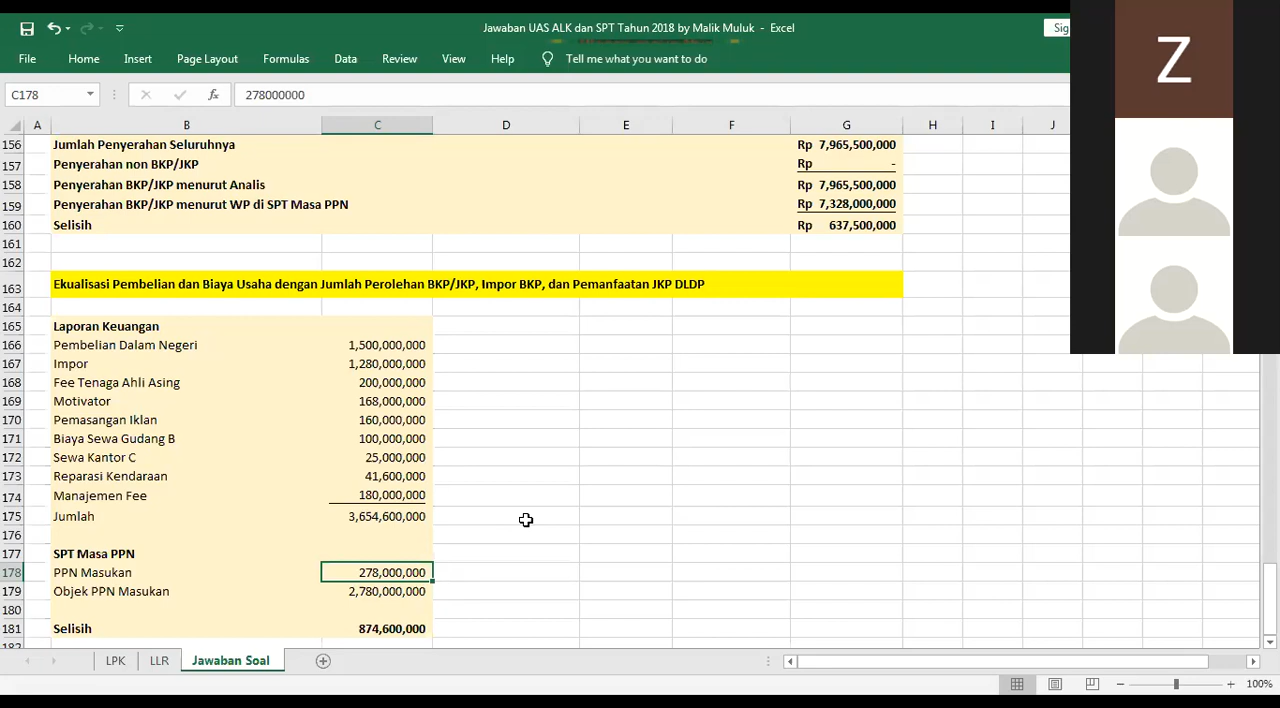 Jawaban UAS ALK dan SPT Tahun 2018 by Malik Muluk - Excel
Sig
File Home Insert Page Layout Formulas Data Review View Help Tell me what you want to do
C178 fx 278000000
A B C D E F G H I J
156 Jumlah Penyerahan Seluruhnya Rp 7,965,500,000
157 Penyerahan non BKP/JKP Rp -
158 Penyerahan BKP/JKP menurut Analis Rp 7,965,500,000
159 Penyerahan BKP/JKP menurut WP di SPT Masa PPN Rp 7,328,000,000
160 Selisih Rp 637,500,000
161
162
163 Ekualisasi Pembelian dan Biaya Usaha dengan Jumlah Perolehan BKP/JKP, Impor BKP, dan Pemanfaatan JKP DLDP
164
165 Laporan Keuangan
166 Pembelian Dalam Negeri 1,500,000,000
167 Impor 1,280,000,000
168 Fee Tenaga Ahli Asing 200,000,000
169 Motivator 168,000,000
170 Pemasangan Iklan 160,000,000
171 Biaya Sewa Gudang B 100,000,000
172 Sewa Kantor C 25,000,000
173 Reparasi Kendaraan 41,600,000
174 Manajemen Fee 180,000,000
175 Jumlah 3,654,600,000
176
177 SPT Masa PPN
178 PPN Masukan 278,000,000
179 Objek PPN Masukan 2,780,000,000
180
181 Selisih 874,600,000
182
LPK LLR Jawaban Soal
100%
Z